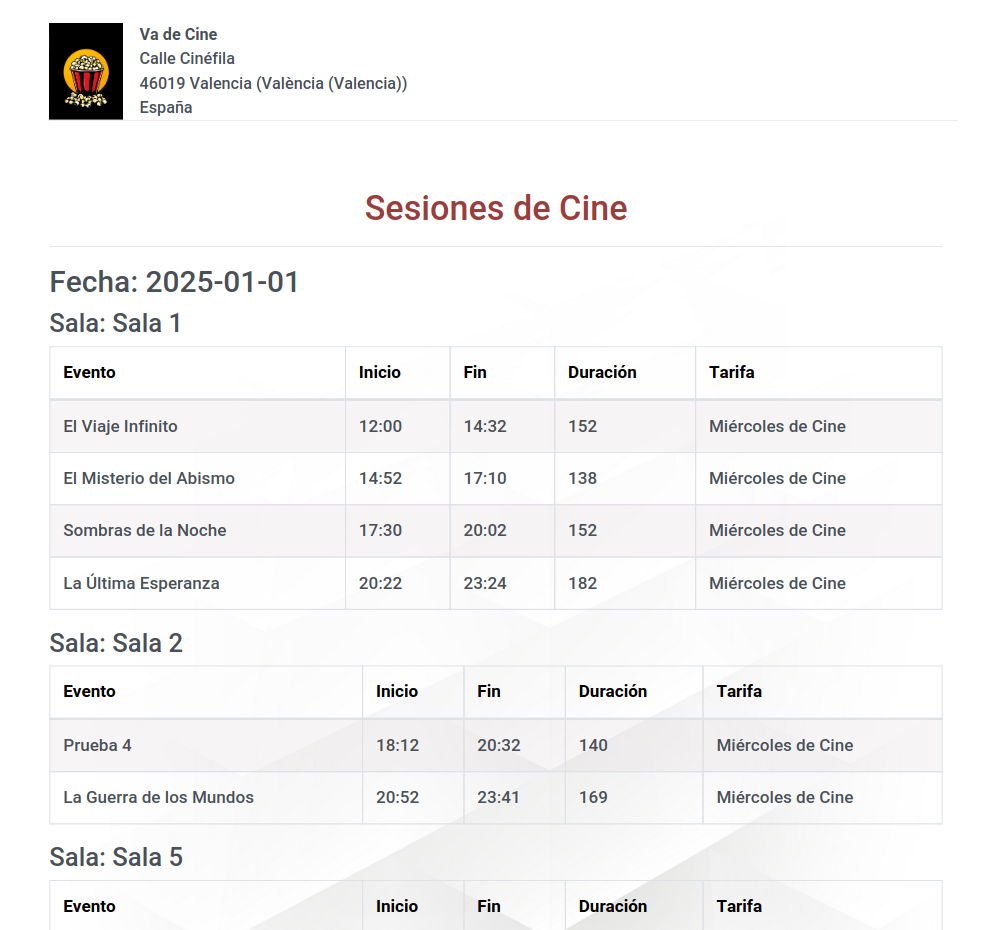 Va de Cine
Calle Cinéfila
46019 Valencia (València (Valencia))
España
Sesiones de Cine
Fecha: 2025-01-01
Sala: Sala 1
Evento Inicio Fin Duración Tarifa
El Viaje Infinito 12:00 14:32 152 Miércoles de Cine
El Misterio del Abismo 14:52 17:10 138 Miércoles de Cine
Sombras de la Noche 17:30 20:02 152 Miércoles de Cine
La Última Esperanza 20:22 23:24 182 Miércoles de Cine
Sala: Sala 2
Evento Inicio Fin Duración Tarifa
Prueba 4 18:12 20:32 140 Miércoles de Cine
La Guerra de los Mundos 20:52 23:41 169 Miércoles de Cine
Sala: Sala 5
Evento Inicio Fin Duración Tarifa